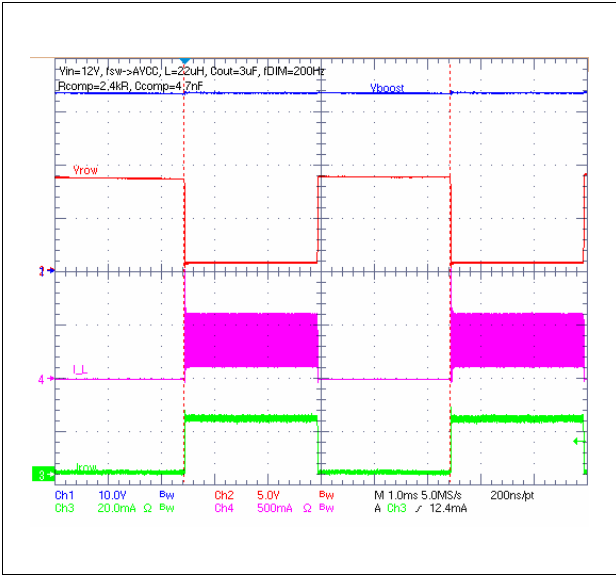 Vin=12V, fsw->AVCC, L=22uH, Cout=3uF, fDIM=200Hz
Rcomp=2.4kR, Ccomp=4.7nF
Vboost
Vrow
I_L
4
Irow
3
Ch1 10.0V Bw Ch2 5.0V Bw M 1.0ms 5.0MS/s 200ns/pt
Ch3 20.0mA Ω Bw Ch4 500mA Ω Bw A Ch3 / 12.4mA